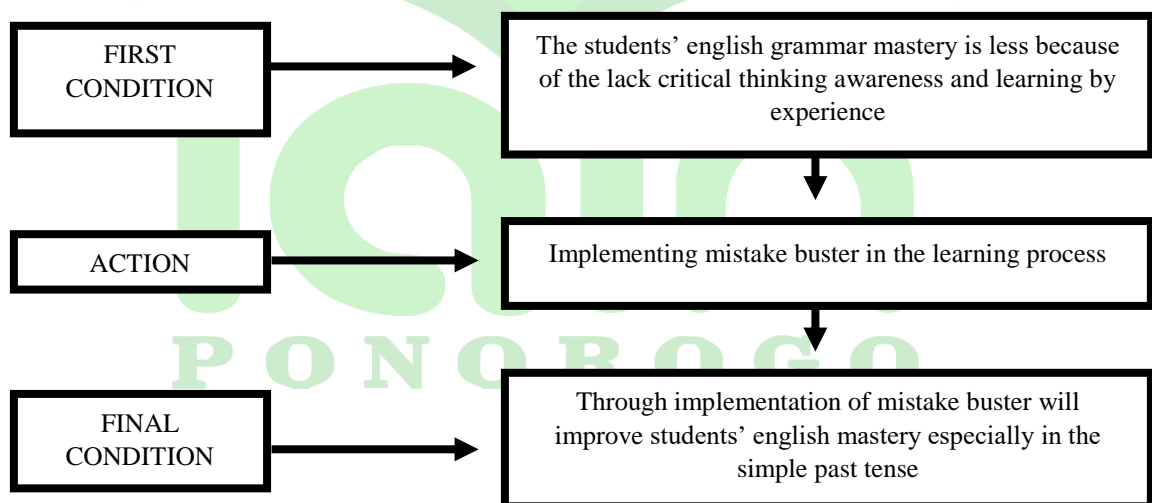 FIRST
CONDITION
The students’ english grammar mastery is less because
of the lack critical thinking awareness and learning by
experience
ACTION
Implementing mistake buster in the learning process
PONOROGO
FINAL
CONDITION
Through implementation of mistake buster will
improve students’ english mastery especially in the
simple past tense